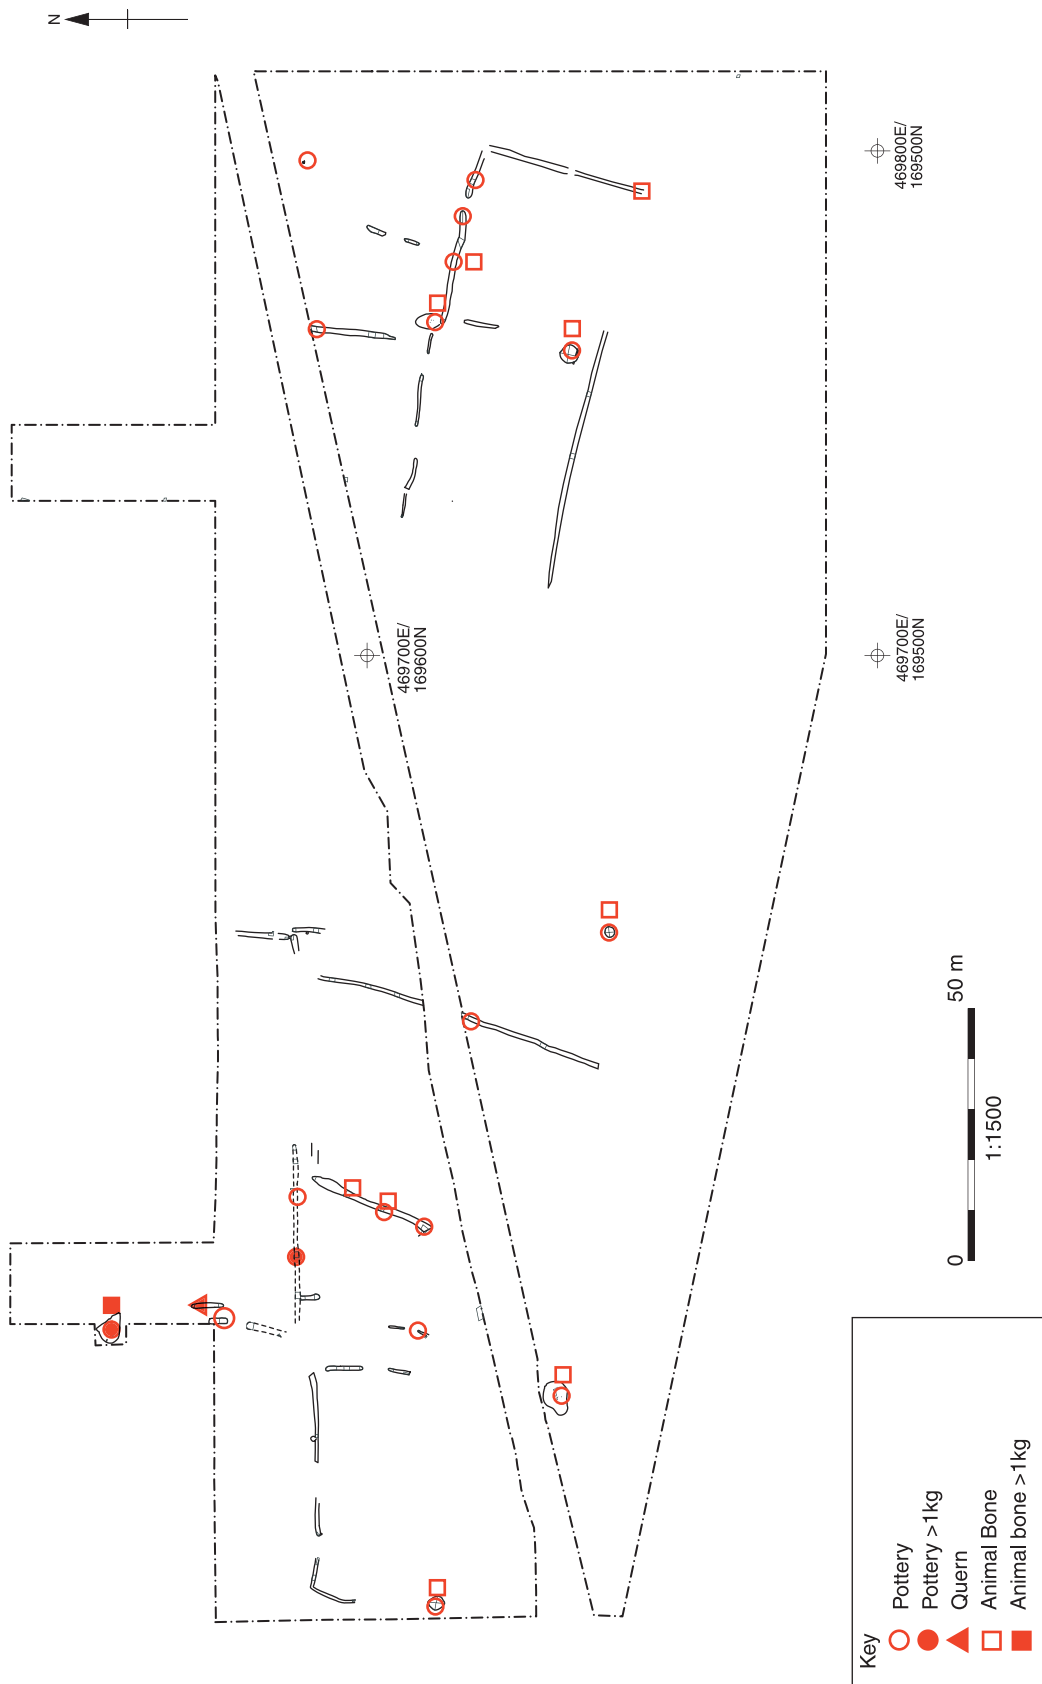 N
469800E/
169500N
469700E/
169600N
469700E/
169500N
0
50 m
1:1500
Key
Pottery
Pottery >1kg
Quern
Animal Bone
Animal bone >1kg